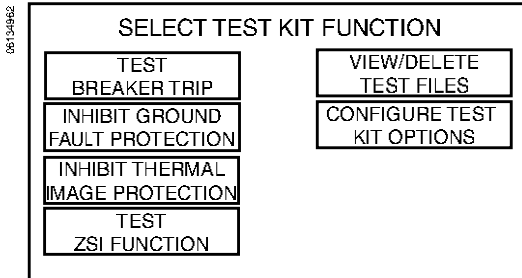 06134962
SELECT TEST KIT FUNCTION
TEST
BREAKER TRIP
INHIBIT GROUND
FAULT PROTECTION
INHIBIT THERMAL
IMAGE PROTECTION
TEST
ZSI FUNCTION
VIEW/DELETE
TEST FILES
CONFIGURE TEST
KIT OPTIONS